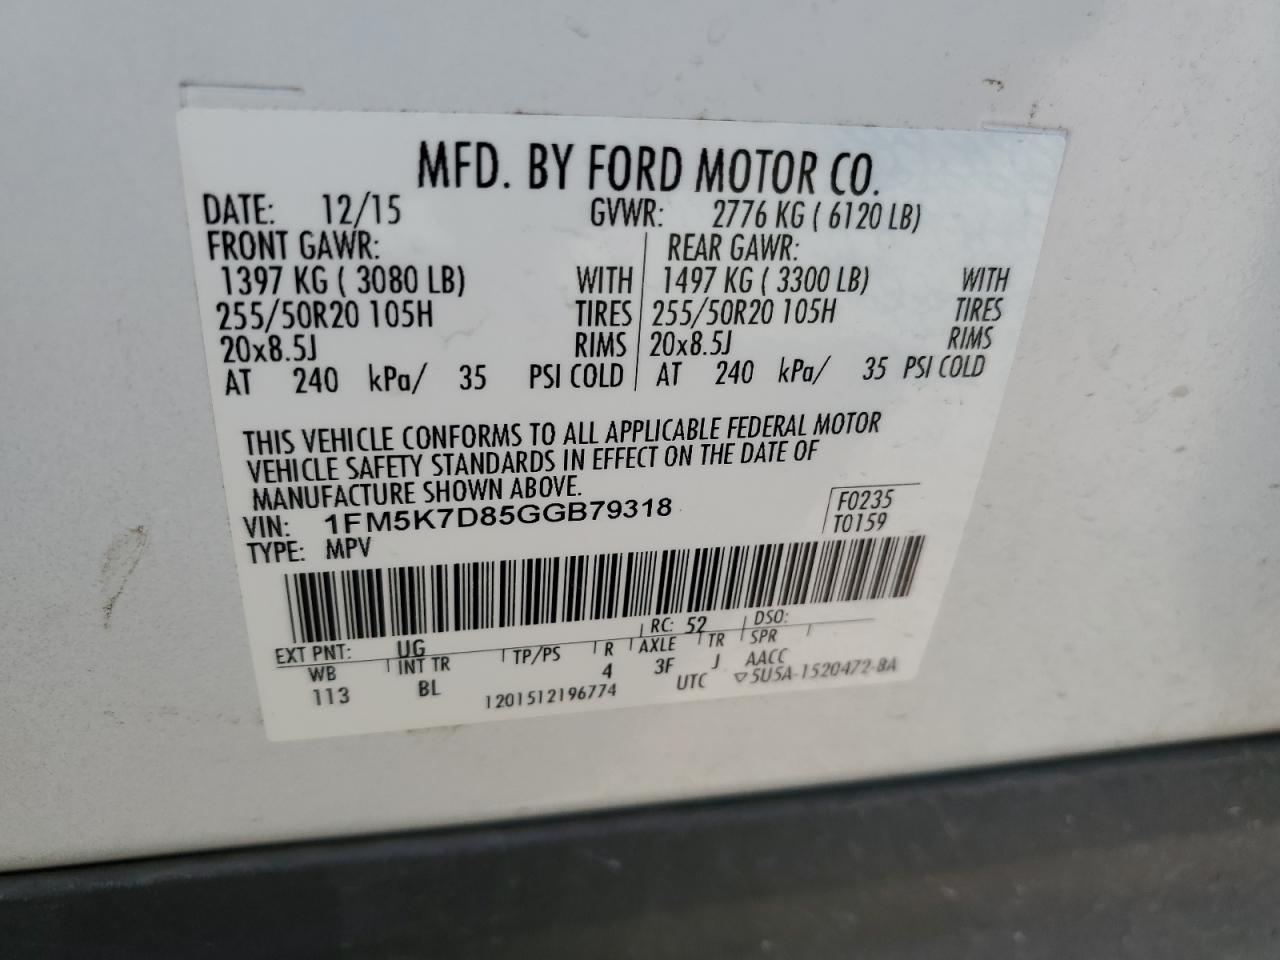 MFD. BY FORD MOTOR CO.
DATE: 12/15 GVWR: 2776 KG ( 6120 LB)
FRONT GAWR: REAR GAWR:
1397 KG ( 3080 LB) WITH 1497 KG ( 3300 LB) WITH
255/50R20 105H TIRES 255/50R20 105H TIRES
20x8.5J RIMS 20x8.5J RIMS
AT 240 kPa/ 35 PSI COLD AT 240 kPa/ 35 PSI COLD
THIS VEHICLE CONFORMS TO ALL APPLICABLE FEDERAL MOTOR
VEHICLE SAFETY STANDARDS IN EFFECT ON THE DATE OF
MANUFACTURE SHOWN ABOVE.
VIN: 1FM5K7D85GGB79318 F0235
TYPE: MPV T0159
EXT PNT: UG RC: 52 DSO:
WB INT TR TP/PS R AXLE TR SPR
113 BL 4 3F J AACC
1201512196774 UTC ▽5U5A-1520472-BA